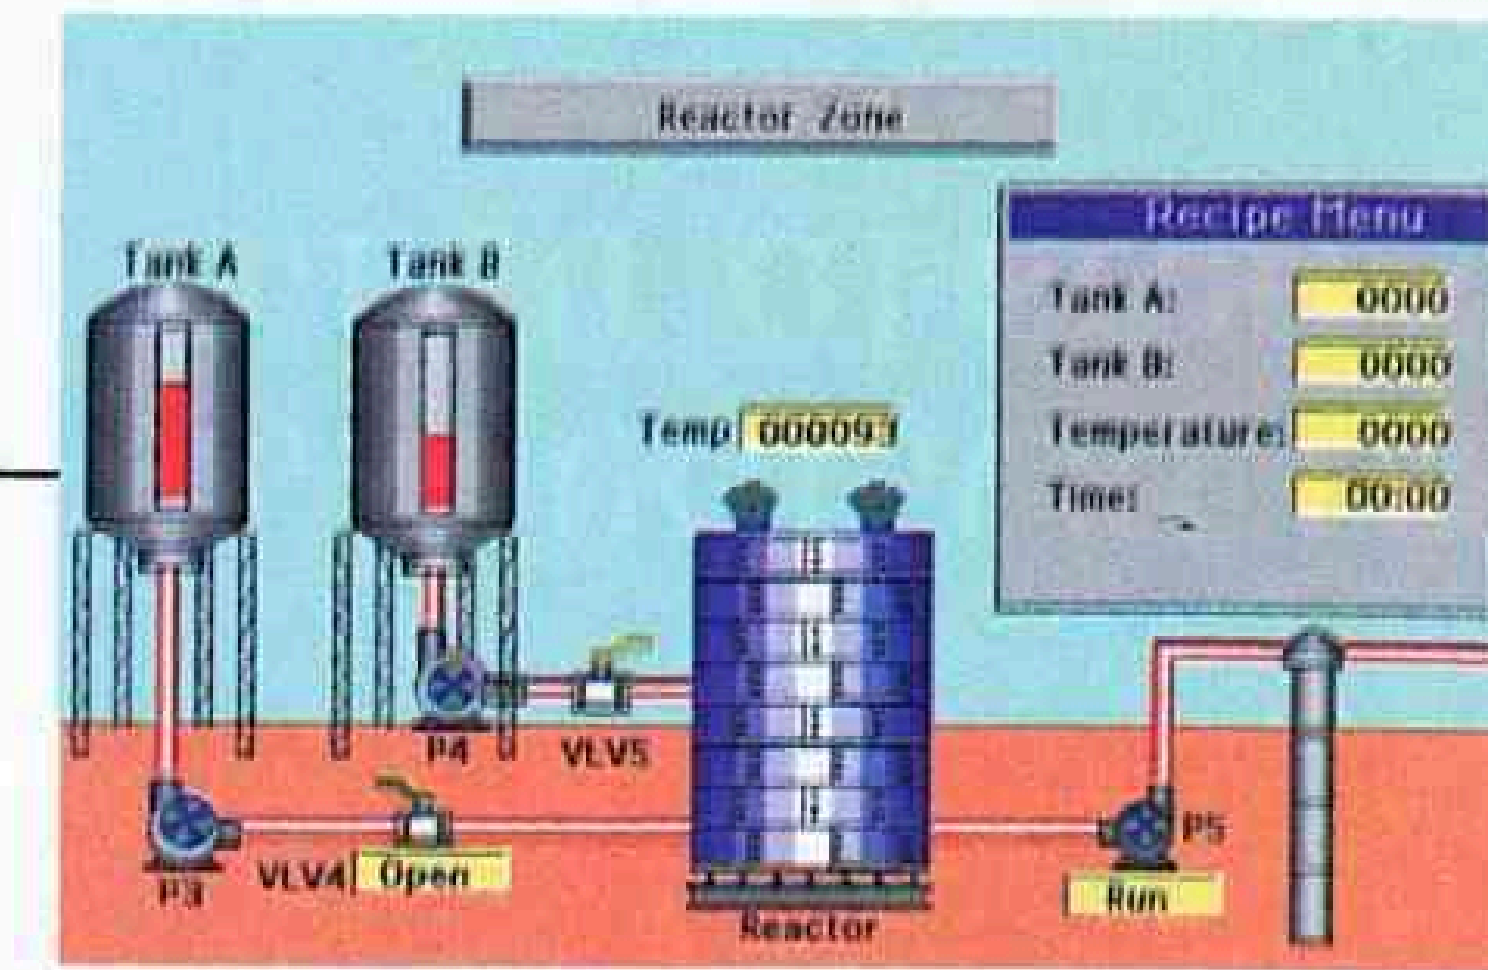 Reactor Zone
Recipe Menu
Tank A: 0000
Tank B: 0000
Temperature: 0000
Time: 00:00
Tank A
Tank B
Temp
P4
VLV5
P3
VLV4 Open
Reactor
P5
Run